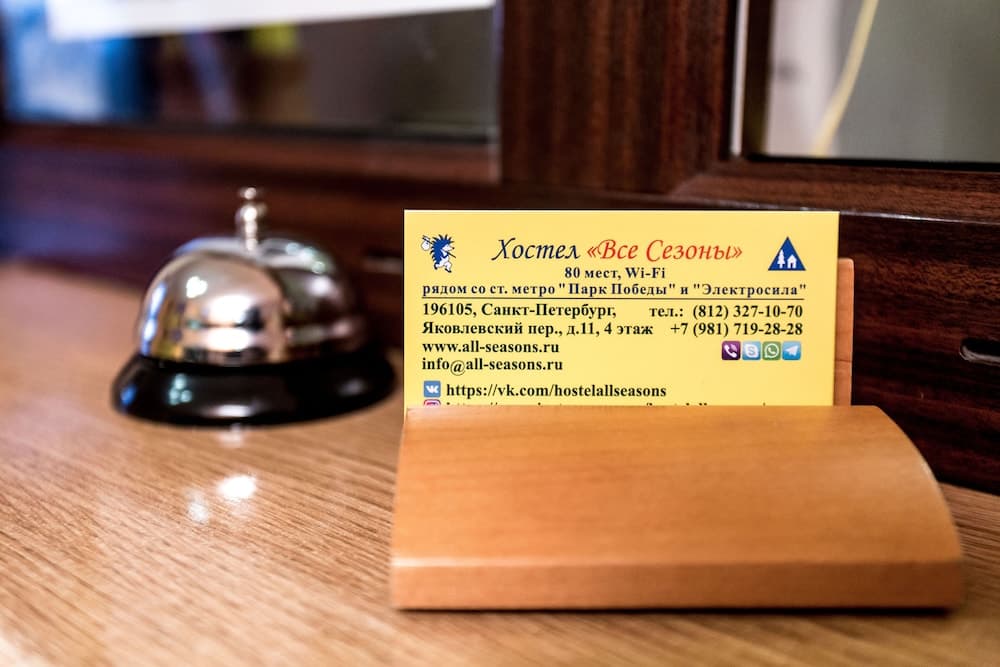 Хостел «Все Сезоны»
80 мест, Wi-Fi
рядом со ст. метро "Парк Победы" и "Электросила"
196105, Санкт-Петербург, тел.: (812) 327-10-70
Яковлевский пер., д.11, 4 этаж +7 (981) 719-28-28
www.all-seasons.ru
info@all-seasons.ru
https://vk.com/hostelallseasons